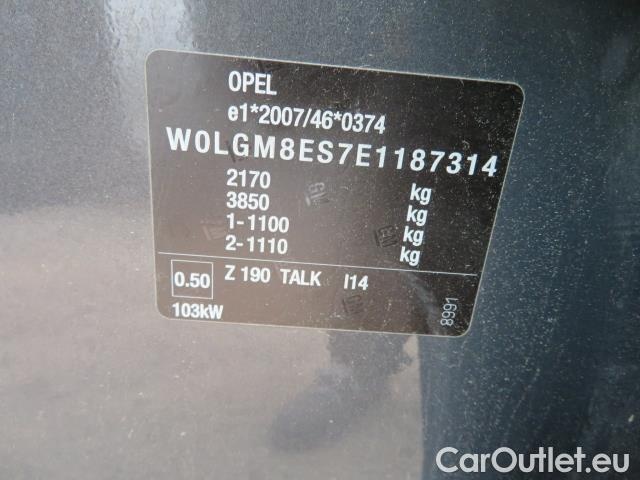 OPEL
e1*2007/46*0374
W0LGM8ES7E1187314
2170 kg
3850 kg
1-1100 kg
2-1110 kg
0.50 Z 190 TALK I14
103kW
8991
CarOutlet.eu